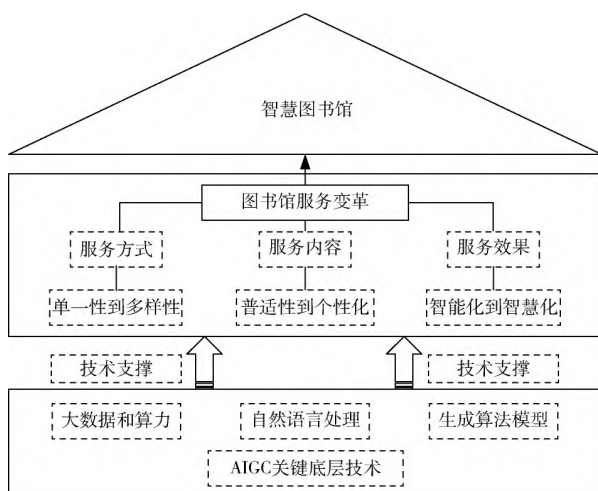 智慧图书馆
图书馆服务变革
服务方式
服务内容
服务效果
单一性到多样性
普适性到个性化
智能化到智慧化
技术支撑
技术支撑
大数据和算力
自然语言处理
生成算法模型
AIGC关键底层技术